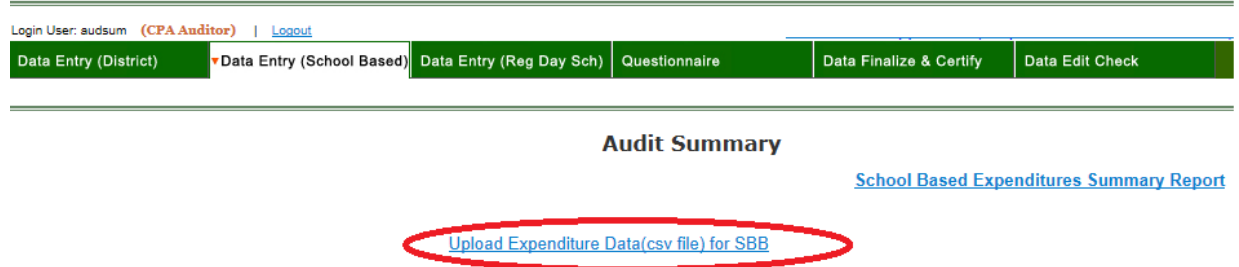 Login User: audsum (CPA Auditor) | Logout
Data Entry (District) ▾Data Entry (School Based) Data Entry (Reg Day Sch) Questionnaire Data Finalize & Certify Data Edit Check
Audit Summary
School Based Expenditures Summary Report
Upload Expenditure Data(csv file) for SBB